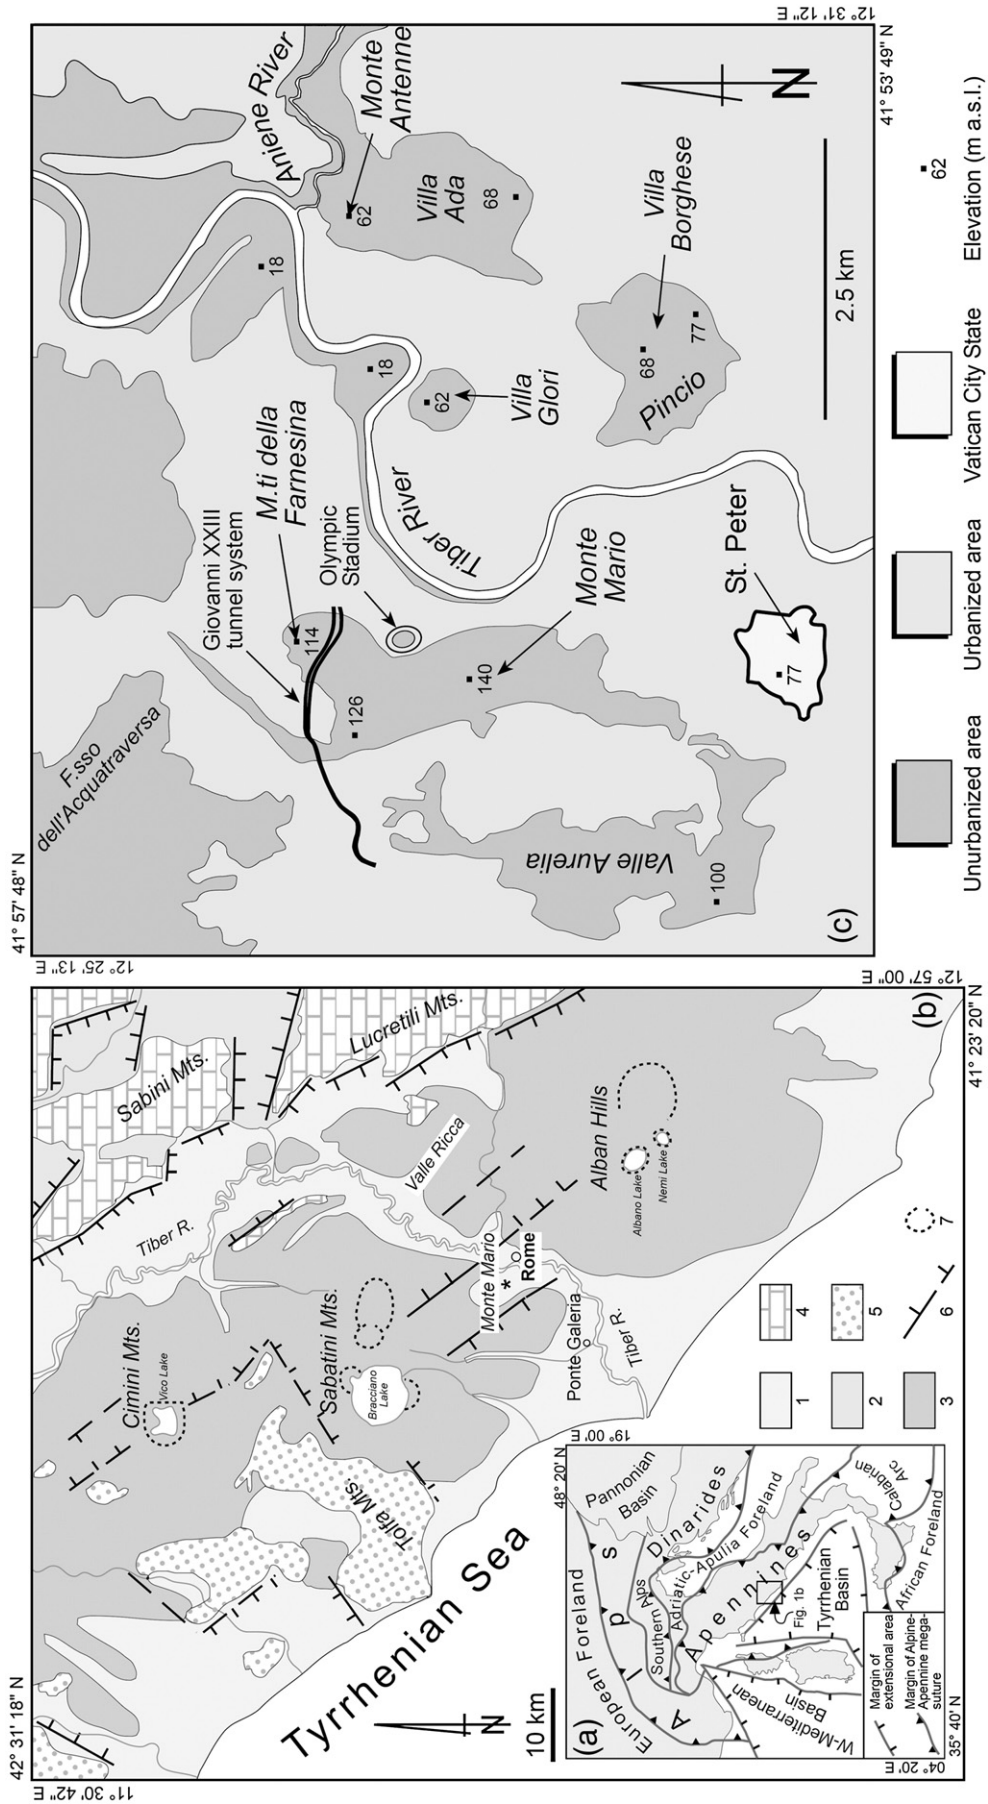 42° 31' 18" N
11° 30' 42" E
Cimini Mts.
Vico Lake
Tiber R.
Sabini Mts.
Tolfa Mts.
Sabatini Mts.
Bracciano
Lake
Lucretili Mts.
Valle Ricca
Monte Mario
*
Rome
Ponte Galeria
Tiber R.
Alban Hills
Albano Lake
Nemi Lake
Tyrrhenian Sea
N
10 km
(b)
41° 23' 20" N
12° 57' 00" E
1
2
3
4
5
6
7
(a)
48° 20' N
19° 00' E
European Foreland
Alps
Pannonian
Basin
Southern Alps
Dinarides
Adriatic-Apulia Foreland
Apennines
Fig. 1b
Tyrrhenian
Basin
W-Mediterranean
Basin
Calabrian
Arc
African Foreland
Margin of
extensional area
Margin of Alpine-
Apennine mega-
suture
35° 40' N
04° 20' E
41° 57' 48" N
12° 25' 13" E
F.sso
dell'Acquatraversa
Giovanni XXIII
tunnel system
M.ti della
Farnesina
114
126
Olympic
Stadium
140
Monte
Mario
Valle Aurelia
100
St. Peter
77
Tiber River
18
18
Aniene River
62
Monte
Antenne
Villa
Ada
68
62
Villa
Glori
Villa
Borghese
68
77
Pincio
N
2.5 km
(c)
41° 53' 49" N
12° 31' 12" E
Unurbanized area
Urbanized area
Vatican City State
62
Elevation (m a.s.l.)